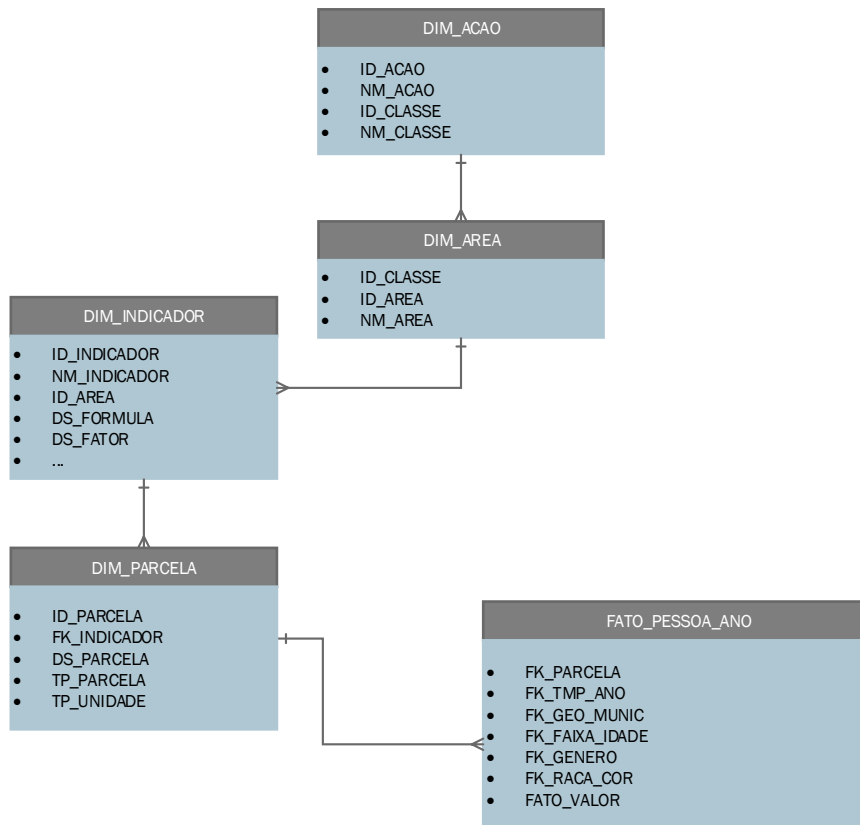 DIM_ACAO
• ID_ACAO
• NM_ACAO
• ID_CLASSE
• NM_CLASSE
DIM_AREA
• ID_CLASSE
• ID_AREA
• NM_AREA
DIM_INDICADOR
• ID_INDICADOR
• NM_INDICADOR
• ID_AREA
• DS_FORMULA
• DS_FATOR
• ...
DIM_PARCELA
• ID_PARCELA
• FK_INDICADOR
• DS_PARCELA
• TP_PARCELA
• TP_UNIDADE
FATO_PESSOA_ANO
• FK_PARCELA
• FK_TMP_ANO
• FK_GEO_MUNIC
• FK_FAIXA_IDADE
• FK_GENERO
• FK_RACA_COR
• FATO_VALOR